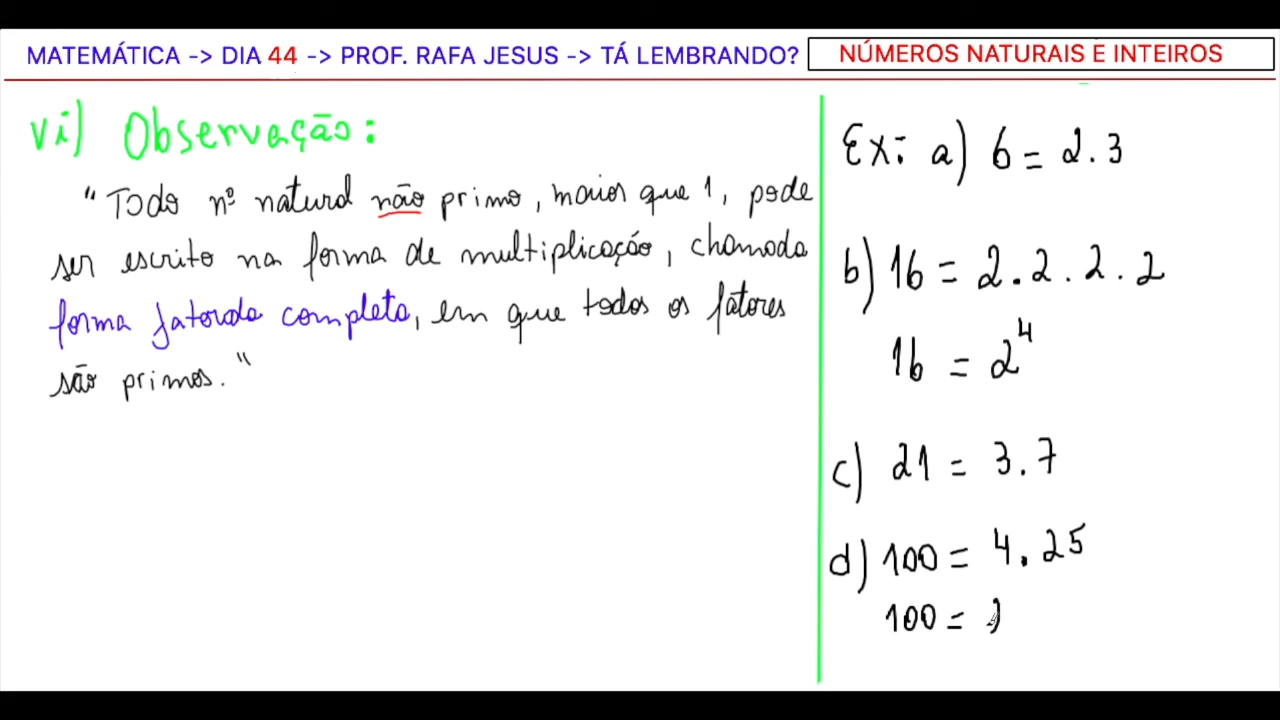 MATEMÁTICA -> DIA 44 -> PROF. RAFA JESUS -> TÁ LEMBRANDO?
NÚMEROS NATURAIS E INTEIROS
vi) Observação:
"Todo nº natural não primo, maior que 1, pode
ser escrito na forma de multiplicação, chamada
forma fatorada completa, em que todos os fatores
são primos."
Ex: a) 6 = 2.3
b) 16 = 2.2.2.2
16 = 2⁴
c) 21 = 3.7
d) 100 = 4.25
100 =